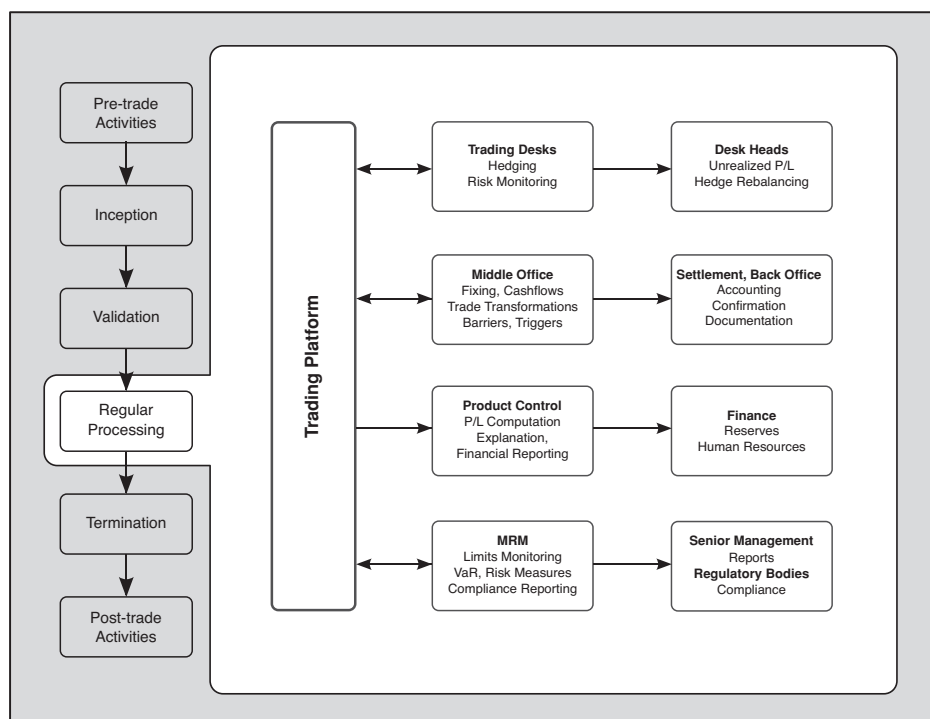 Pre-trade
Activities
Inception
Validation
Regular
Processing
Termination
Post-trade
Activities
Trading Platform
Trading Desks
Hedging
Risk Monitoring
Desk Heads
Unrealized P/L
Hedge Rebalancing
Middle Office
Fixing, Cashflows
Trade Transformations
Barriers, Triggers
Settlement, Back Office
Accounting
Confirmation
Documentation
Product Control
P/L Computation
Explanation,
Financial Reporting
Finance
Reserves
Human Resources
MRM
Limits Monitoring
VaR, Risk Measures
Compliance Reporting
Senior Management
Reports
Regulatory Bodies
Compliance